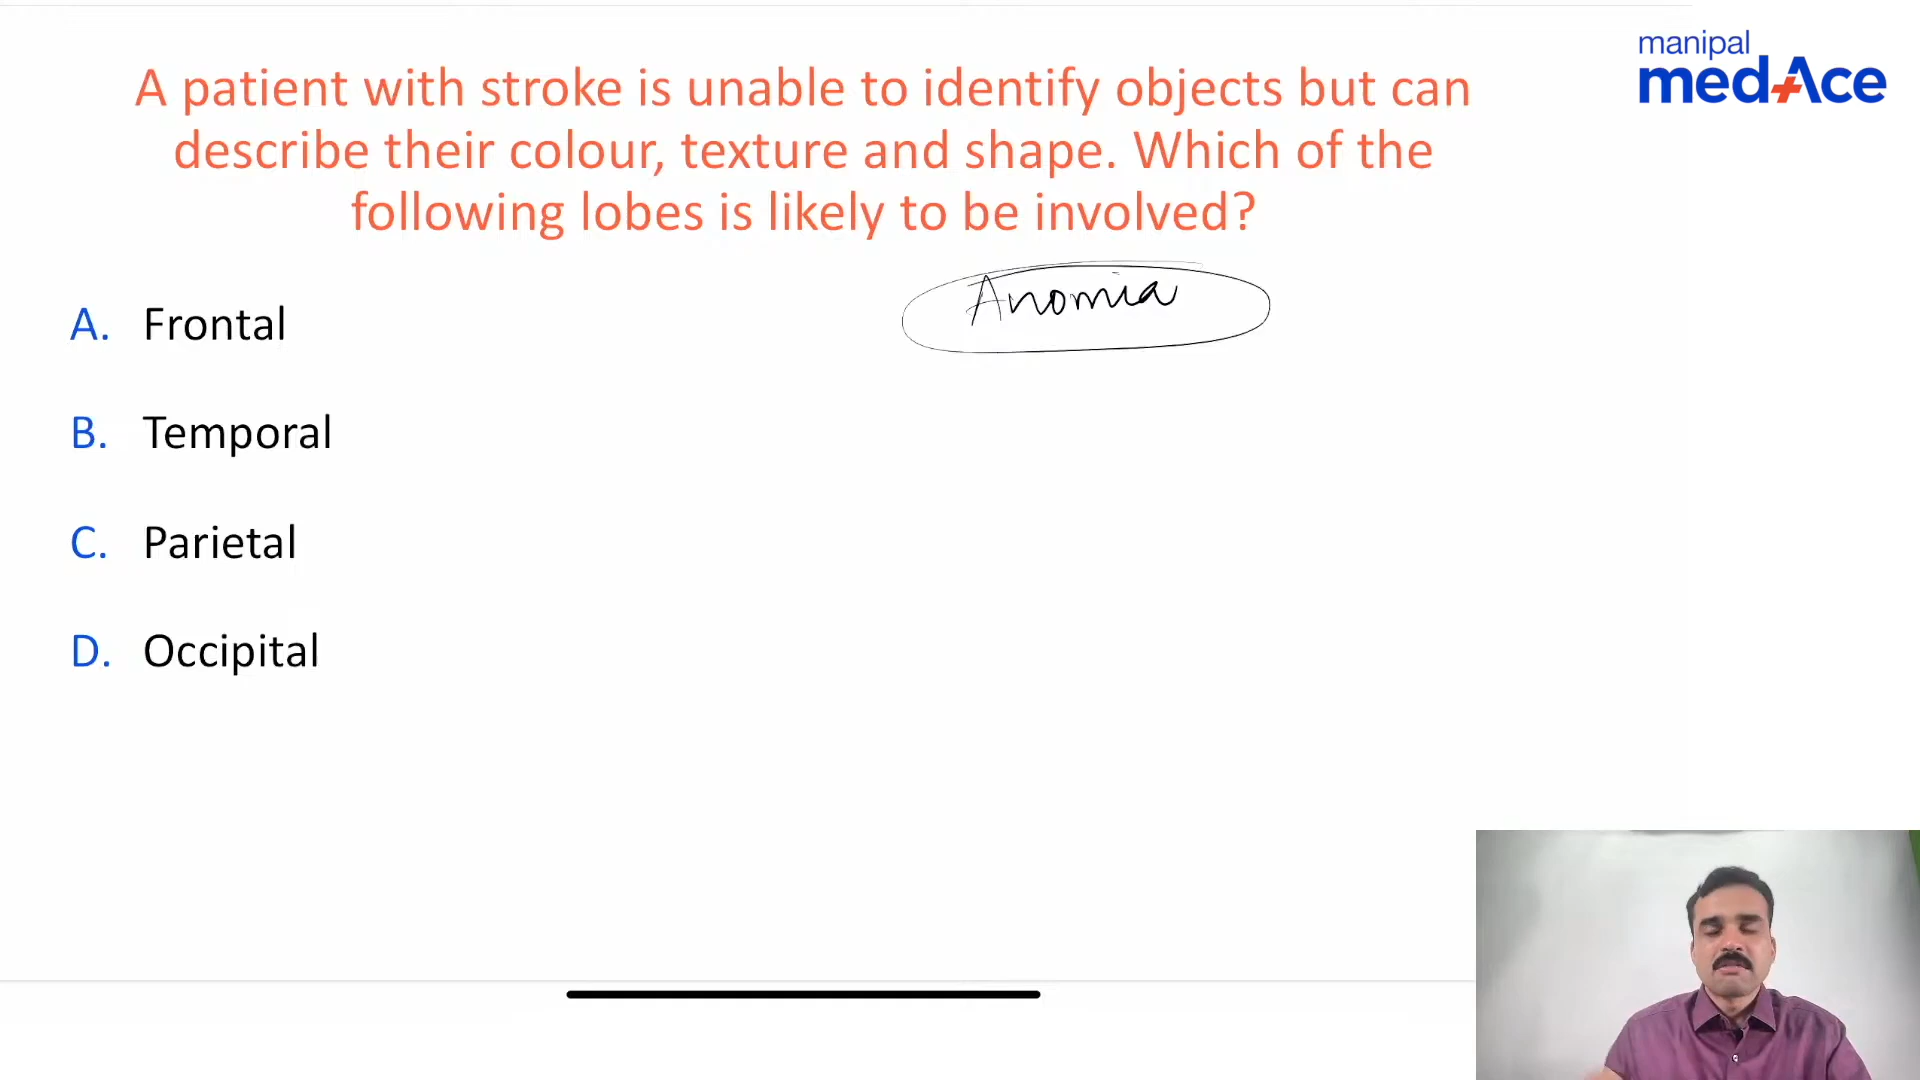 manipal
medAce
A patient with stroke is unable to identify objects but can
describe their colour, texture and shape. Which of the
following lobes is likely to be involved?
Anomia
A. Frontal
B. Temporal
C. Parietal
D. Occipital